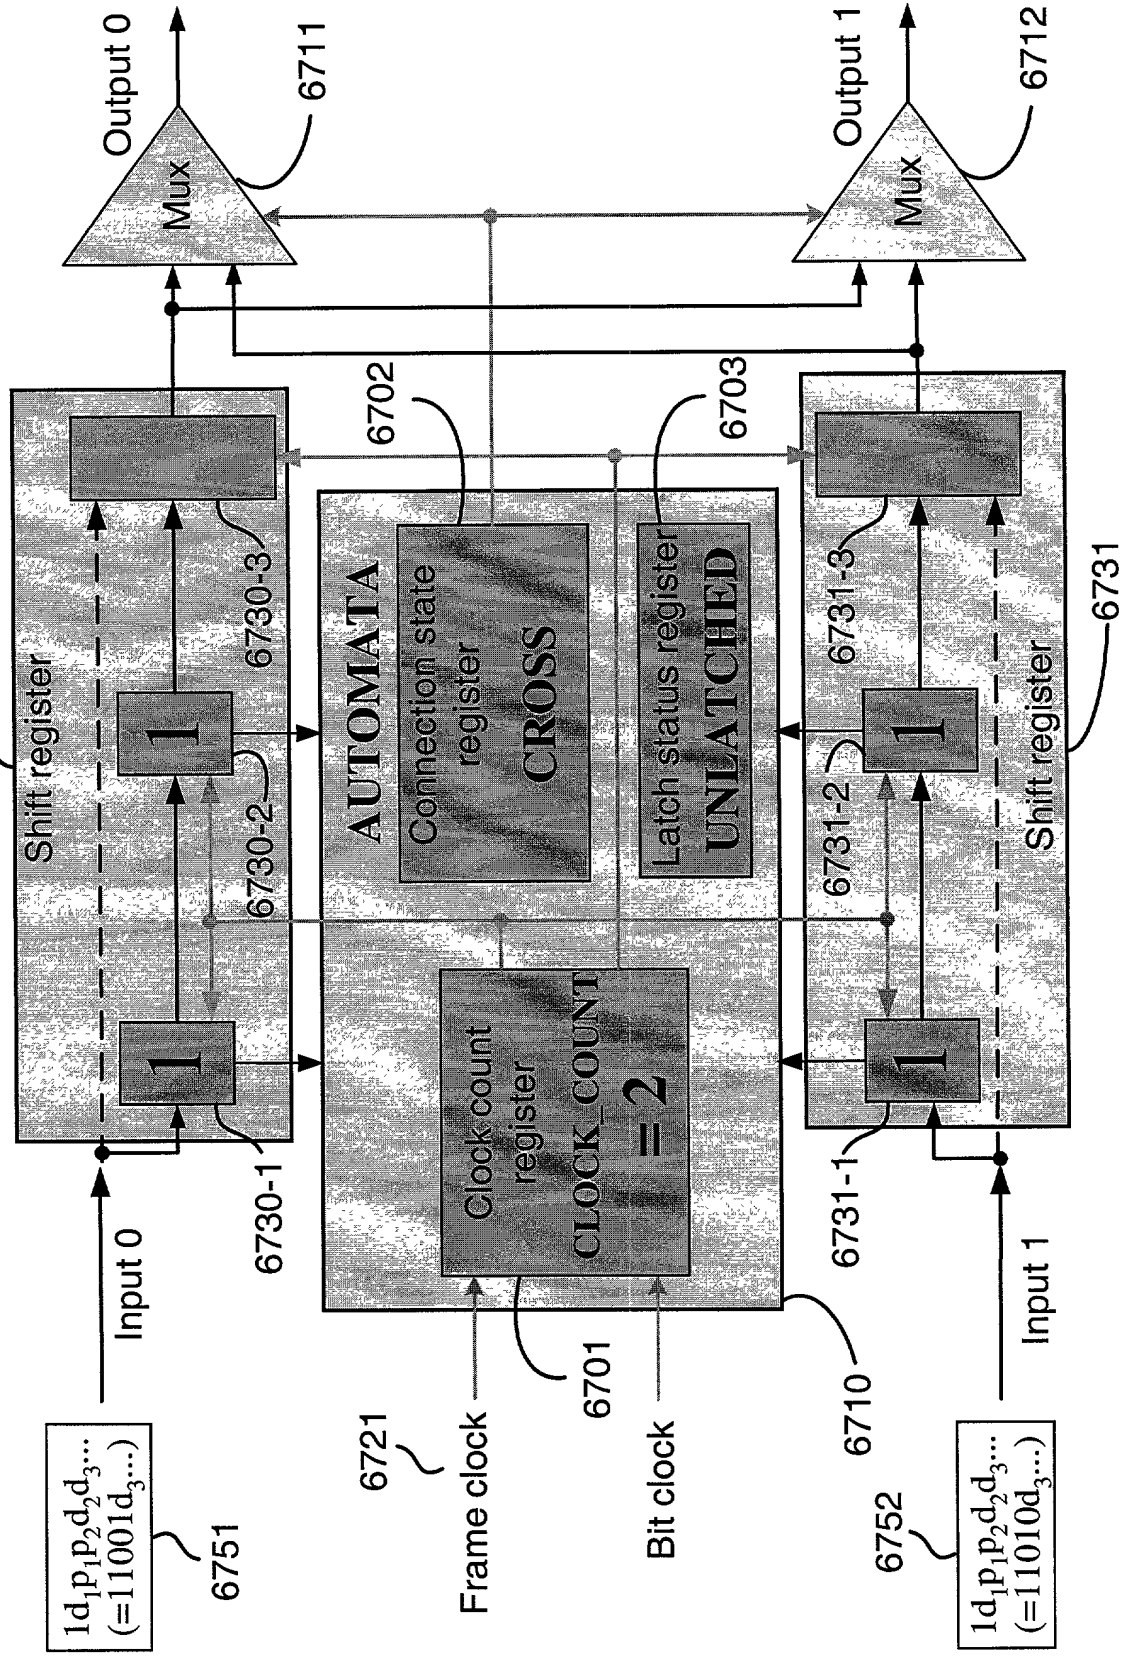 1d₁p₁p₂d₂d₃...
(=11001d₃...)
6751
Input 0
6730-1
Shift register
1
1
6730-2
6730-3
Output 0
Mux
6711
Frame clock
6721
Bit clock
6701
6710
Clock count
register
CLOCK_COUNT
=2
AUTOMATA
Connection state
register
CROSS
6702
Latch status register
UNLATCHED
6703
1d₁p₁p₂d₂d₃...
(=11010d₃...)
6752
Input 1
6731-1
1
1
6731-2
6731-3
Shift register
6731
Output 1
Mux
6712